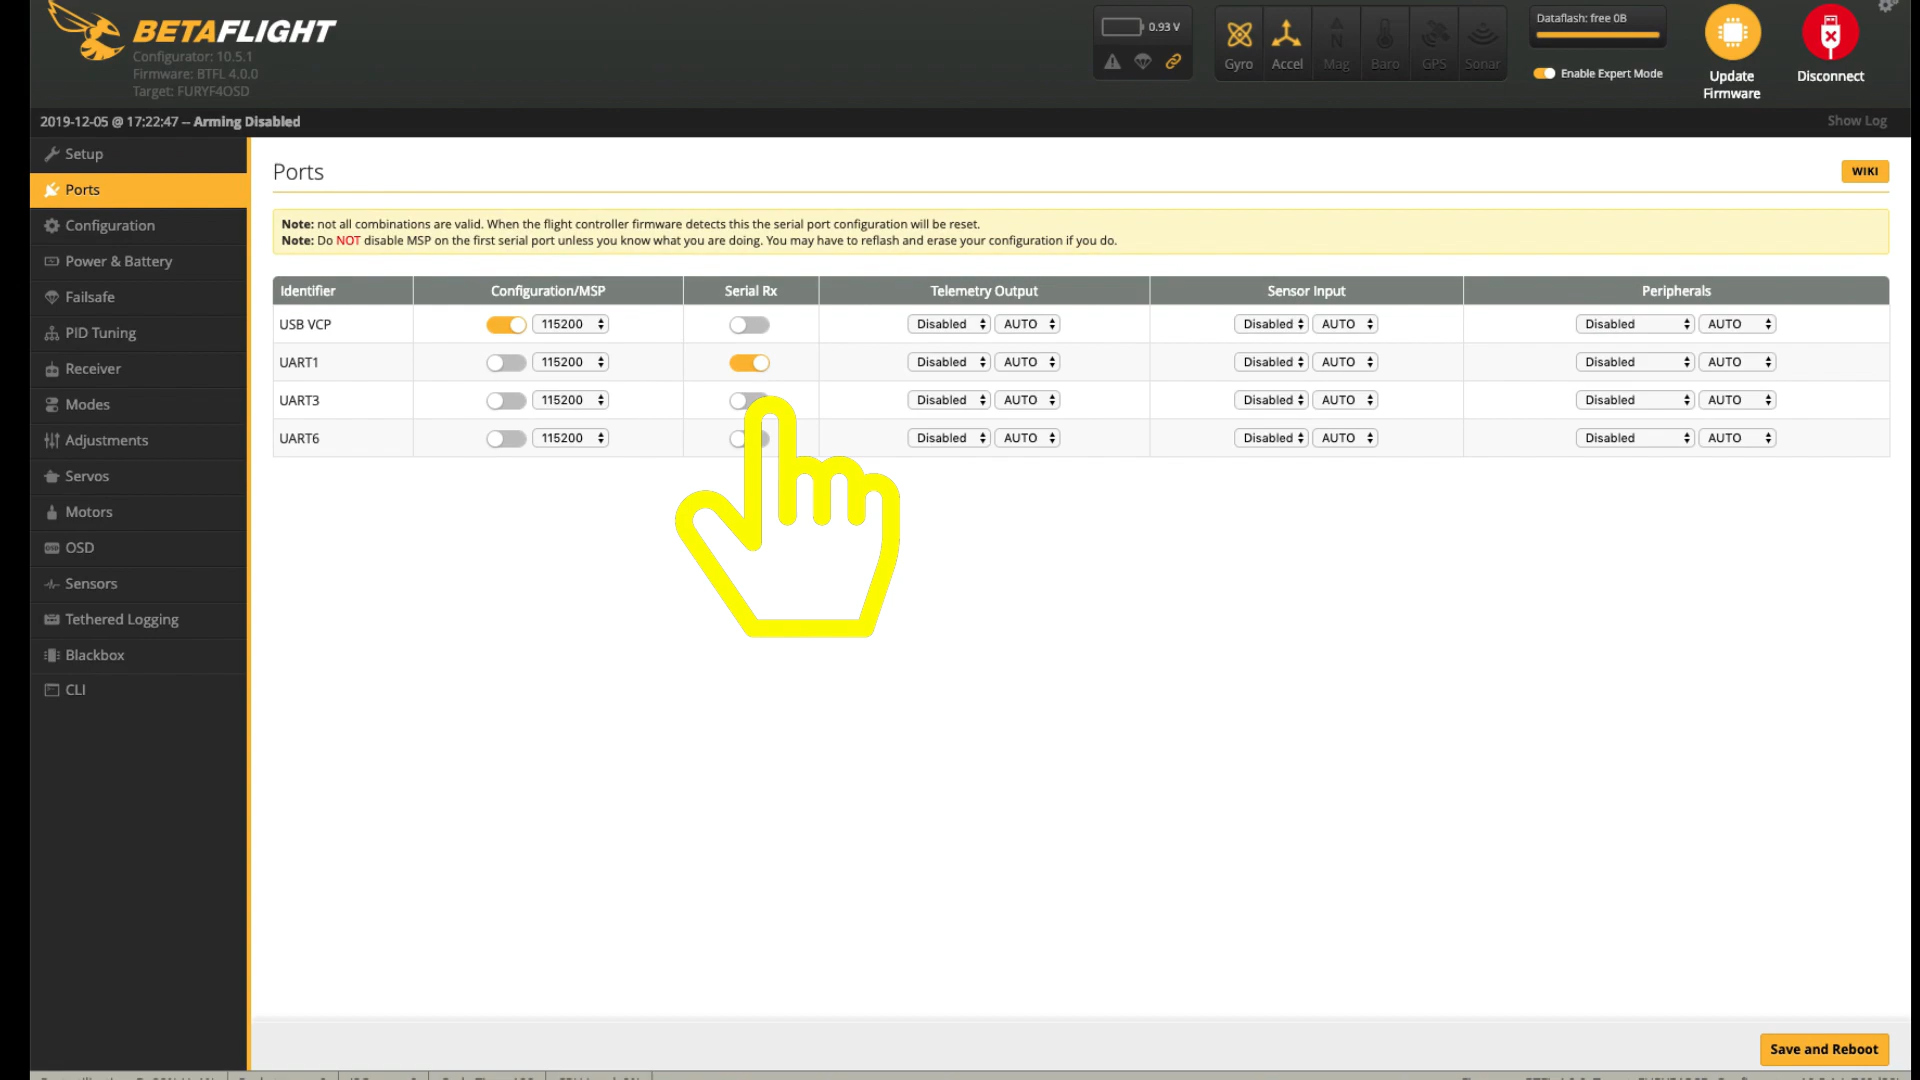 BETAFLIGHT
Configurator: 10.5.1
Firmware: BTFL 4.0.0
Target: FURYF4OSD
0.93 V
Gyro Accel Mag Baro GPS Sonar
Dataflash: free 0B
Enable Expert Mode
Update
Firmware
Disconnect
2019-12-05 @ 17:22:47 -- Arming Disabled
Show Log
Setup
Ports
Configuration
Power & Battery
Failsafe
PID Tuning
Receiver
Modes
Adjustments
Servos
Motors
OSD
Sensors
Tethered Logging
Blackbox
CLI
Ports
WIKI
Note: not all combinations are valid. When the flight controller firmware detects this the serial port configuration will be reset.
Note: Do NOT disable MSP on the first serial port unless you know what you are doing. You may have to reflash and erase your configuration if you do.
Identifier Configuration/MSP Serial Rx Telemetry Output Sensor Input Peripherals
USB VCP 115200 Disabled AUTO Disabled AUTO Disabled AUTO
UART1 115200 Disabled AUTO Disabled AUTO Disabled AUTO
UART3 115200 Disabled AUTO Disabled AUTO Disabled AUTO
UART6 115200 Disabled AUTO Disabled AUTO Disabled AUTO
Save and Reboot